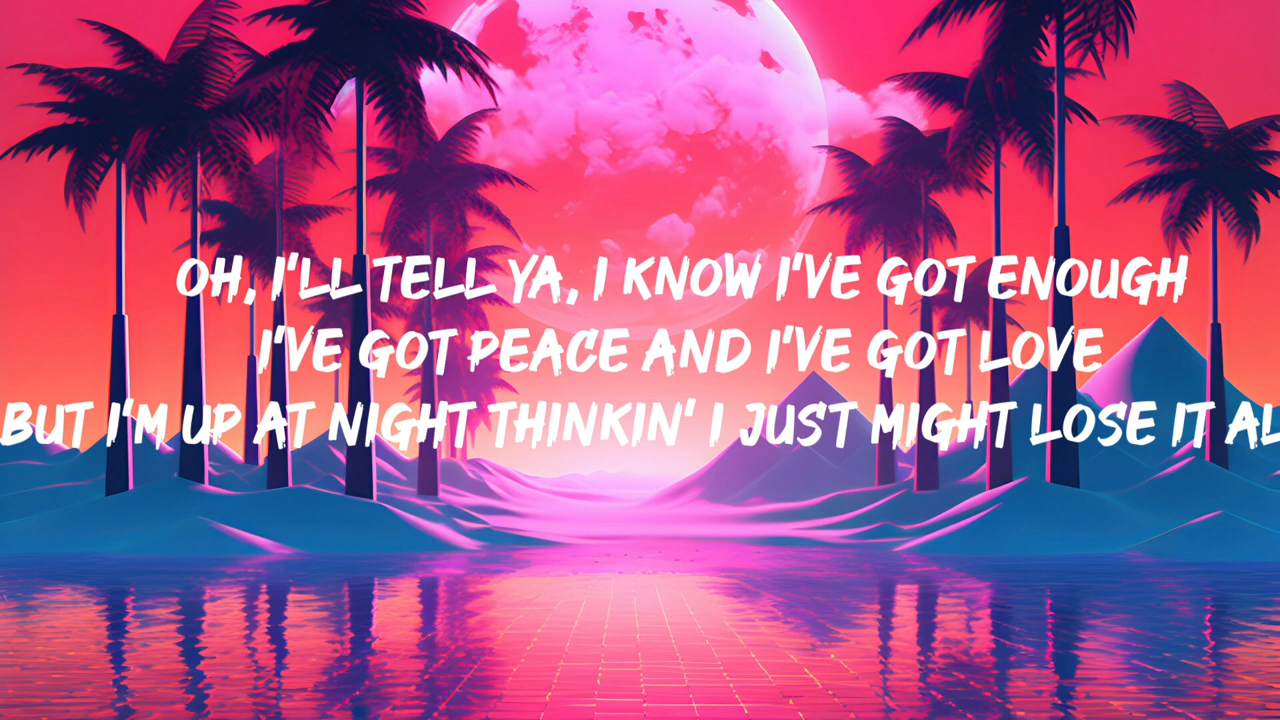 OH, I'LL TELL YA, I KNOW I'VE GOT ENOUGH
I'VE GOT PEACE AND I'VE GOT LOVE
BUT I'M UP AT NIGHT THINKIN' I JUST MIGHT LOSE IT AL